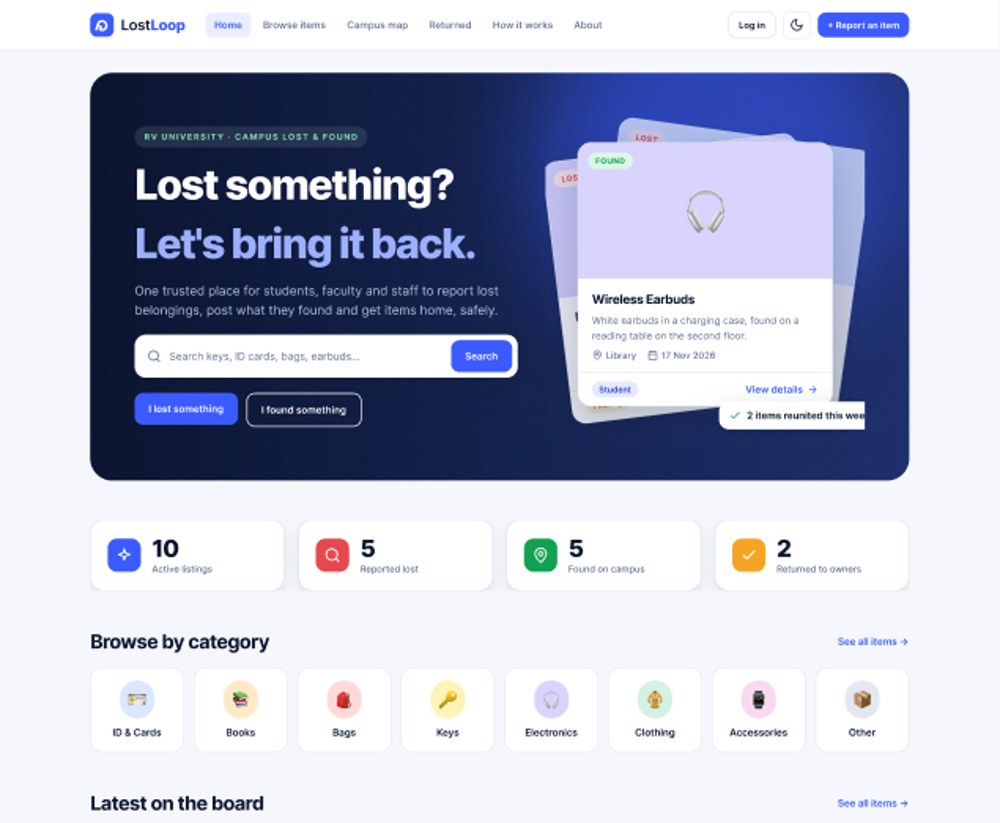 LostLoop
Home
Browse items
Campus map
Returned
How it works
About
Log in
+ Report an item
RV UNIVERSITY · CAMPUS LOST & FOUND
Lost something?
Let's bring it back.
One trusted place for students, faculty and staff to report lost
belongings, post what they found and get items home, safely.
Search keys, ID cards, bags, earbuds...
Search
I lost something
I found something
LOST
FOUND
Wireless Earbuds
White earbuds in a charging case, found on a
reading table on the second floor.
Library
17 Nov 2026
Student
View details →
2 items reunited this wee
10
Active listings
5
Reported lost
5
Found on campus
2
Returned to owners
Browse by category
See all items →
ID & Cards
Books
Bags
Keys
Electronics
Clothing
Accessories
Other
Latest on the board
See all items →